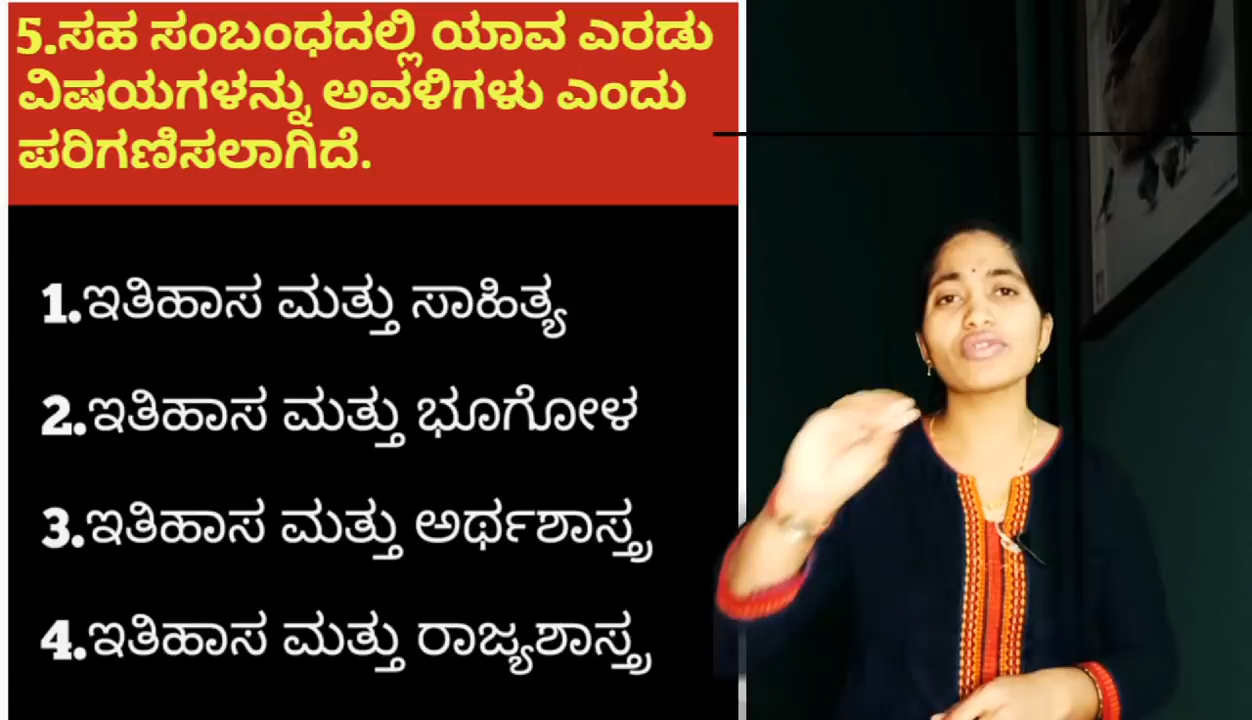 5.ಸಹ ಸಂಬಂಧದಲ್ಲಿ ಯಾವ ಎರಡು
ವಿಷಯಗಳನ್ನು ಅವಳಿಗಳು ಎಂದು
ಪರಿಗಣಿಸಲಾಗಿದೆ.
1.ಇತಿಹಾಸ ಮತ್ತು ಸಾಹಿತ್ಯ
2.ಇತಿಹಾಸ ಮತ್ತು ಭೂಗೋಳ
3.ಇತಿಹಾಸ ಮತ್ತು ಅರ್ಥಶಾಸ್ತ್ರ
4.ಇತಿಹಾಸ ಮತ್ತು ರಾಜ್ಯಶಾಸ್ತ್ರ